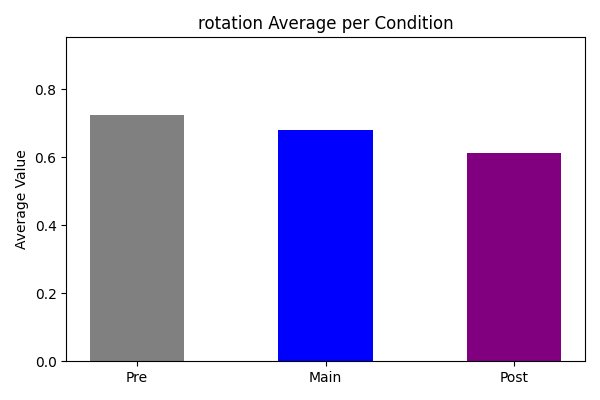 rotation Average per Condition
Average Value
0.8
0.6
0.4
0.2
0.0
Pre
Main
Post